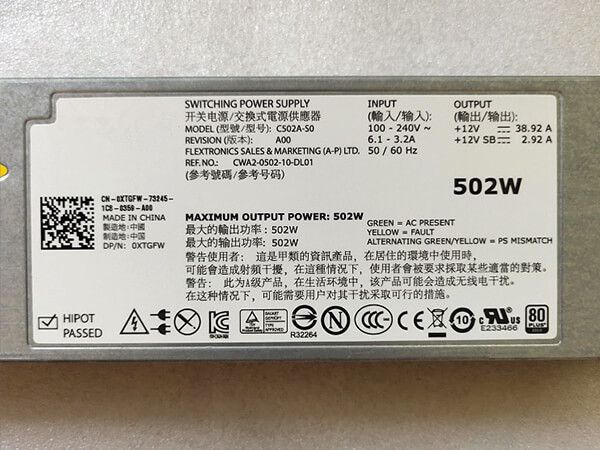 SWITCHING POWER SUPPLY
开关电源/交換式電源供應器
MODEL (型號/型号): C502A-S0
REVISION (版本): A00
FLEXTRONICS SALES & MARKETING (A-P) LTD.
REF.NO.: CWA2-0502-10-DL01
(參考號碼/參考号碼)
INPUT
(輸入/输入):
100 - 240V~
6.1 - 3.2A
50 / 60 Hz
OUTPUT
(輸出/输出):
+12V 38.92 A
+12V SB 2.92 A
502W
CN-0XTGFW-73245-
1C8-0359-A00
MADE IN CHINA
製造地: 中國
制造地: 中国
DP/N: 0XTGFW
MAXIMUM OUTPUT POWER: 502W
最大的輸出功率: 502W
最大的输出功率: 502W
GREEN = AC PRESENT
YELLOW = FAULT
ALTERNATING GREEN/YELLOW = PS MISMATCH
警告使用者: 這是甲類的資訊產品, 在居住的環境中使用時,
可能會造成射頻干擾, 在這種情況下, 使用者會被要求採取某些適當的對策。
警告: 此为A级产品, 在生活环境中, 该产品可能会造成无线电干扰。
在这种情况下, 可能需要用户对其干扰采取可行的措施。
HIPOT
PASSED
R32264
N
CCC
CE
10
c UL us
E233466
80
PLUS